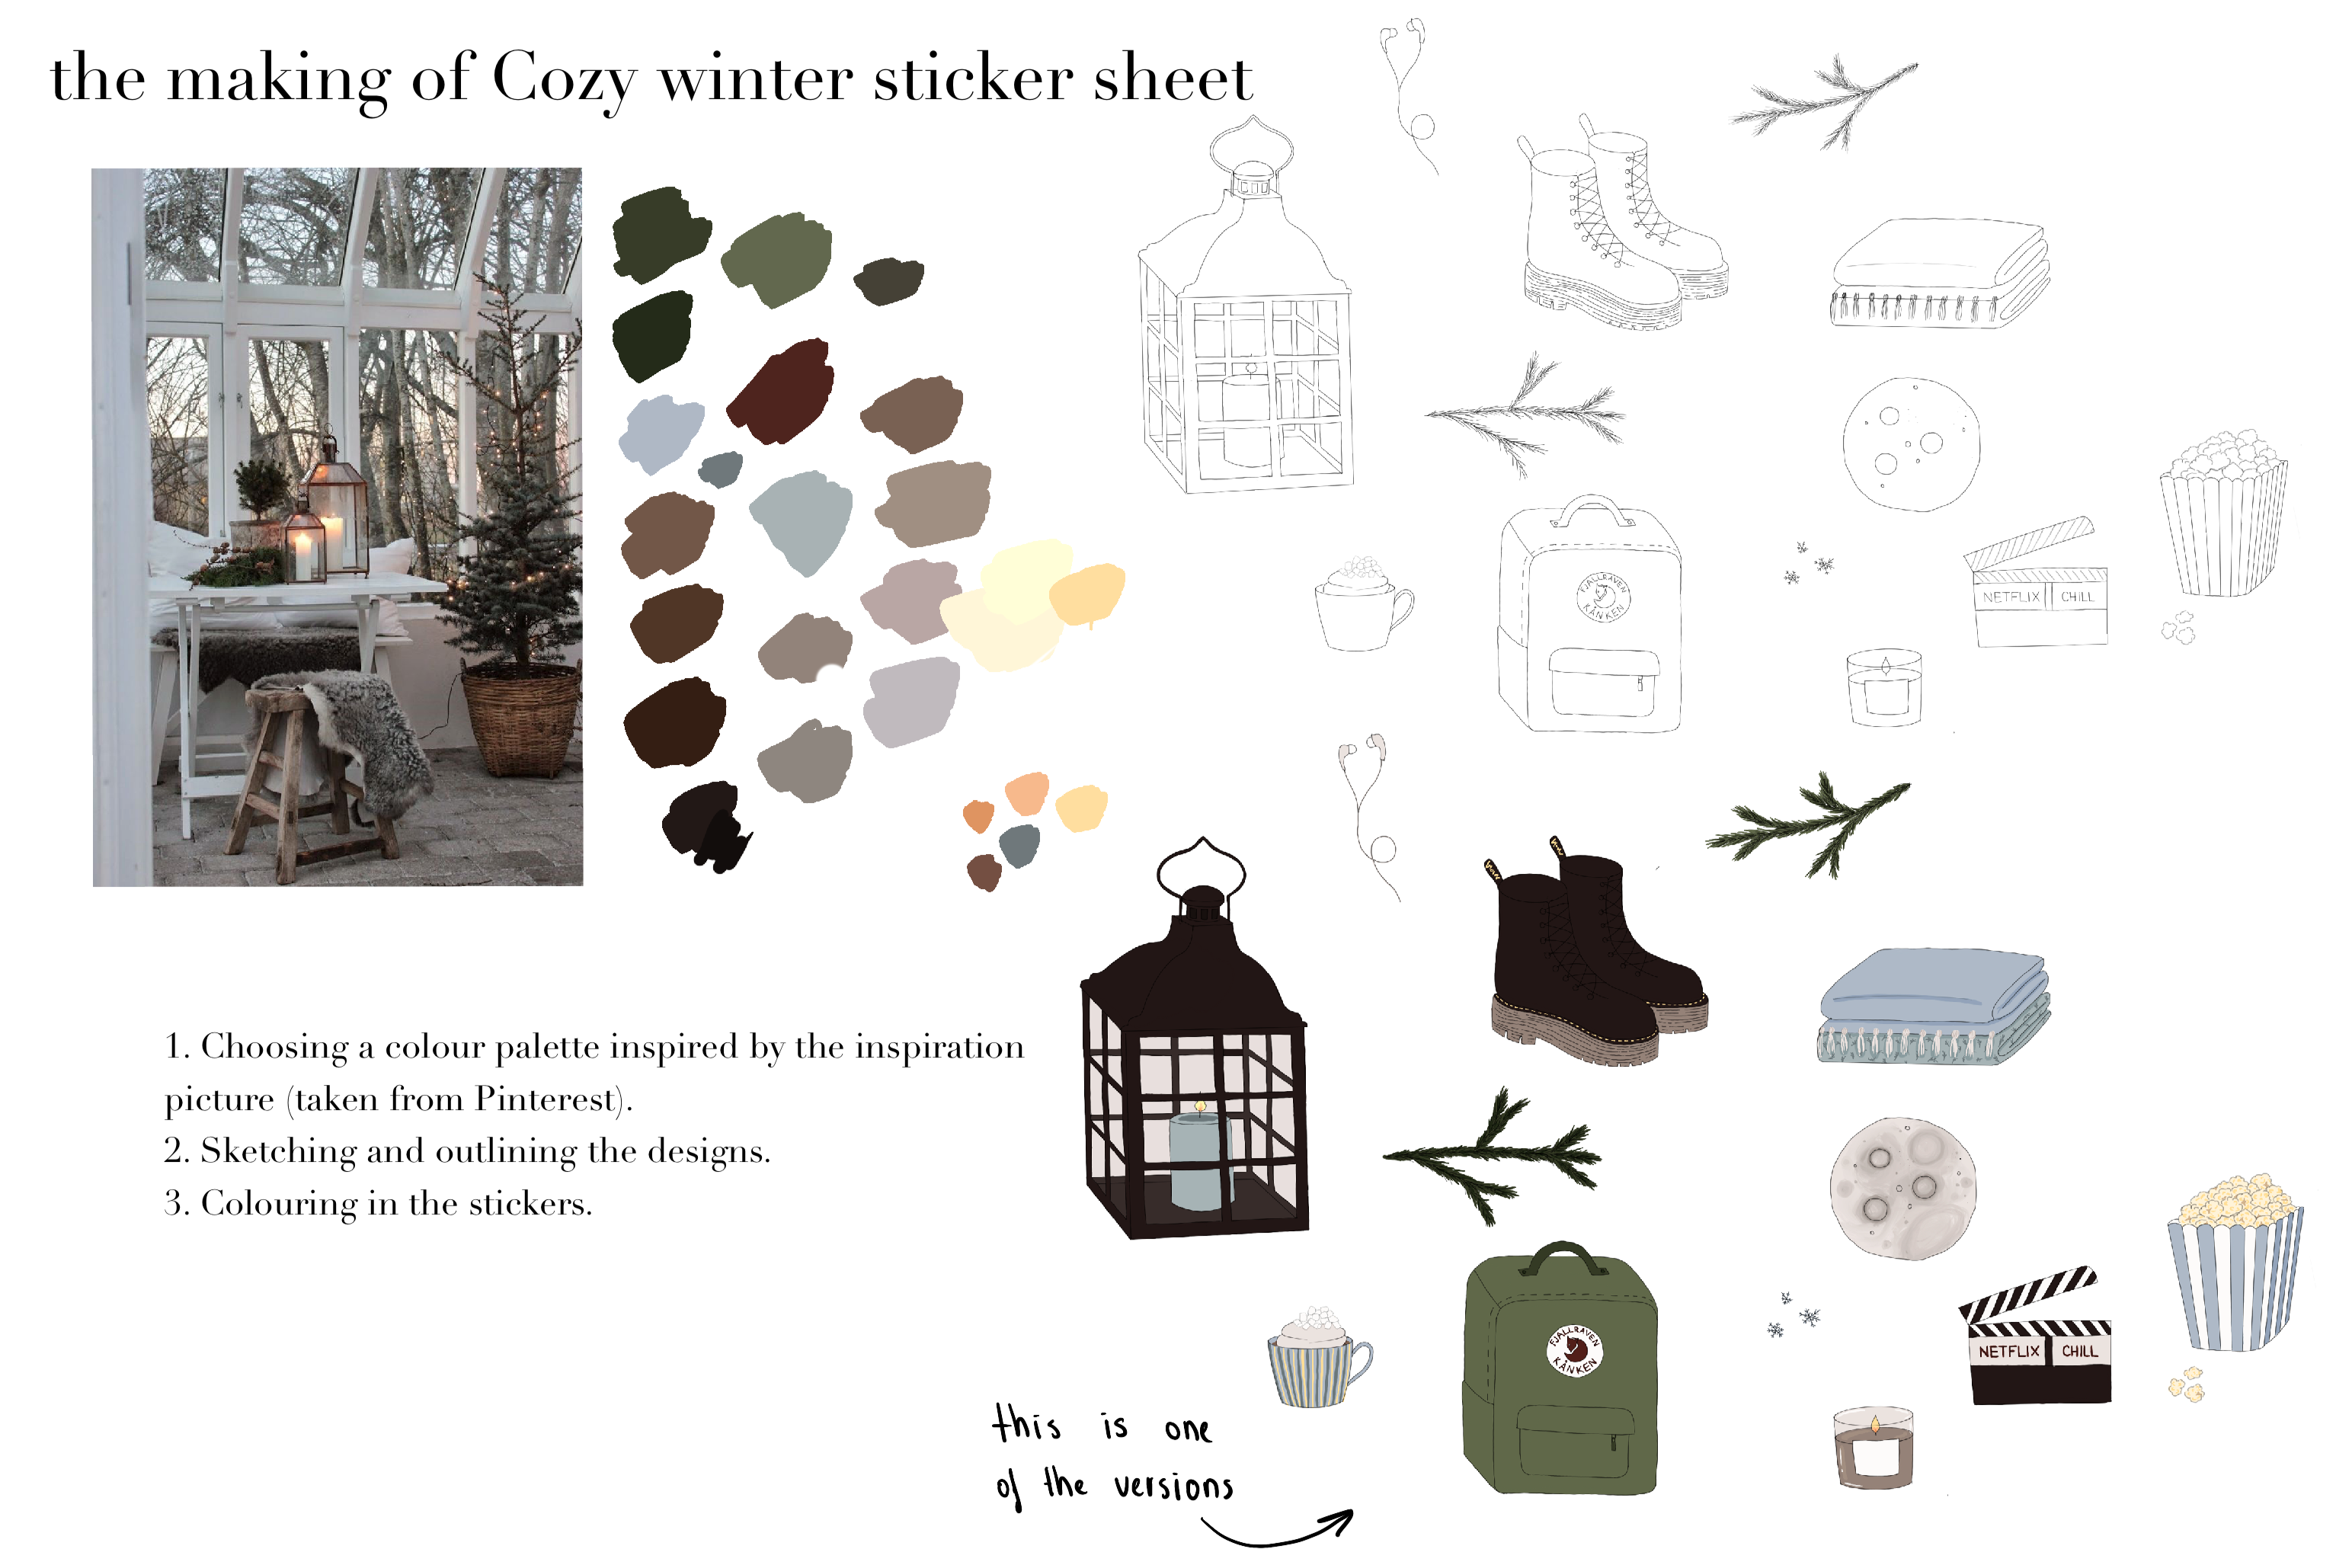 the making of Cozy winter sticker sheet
FJALLRAVEN
KÅNKEN
NETFLIX CHILL
1. Choosing a colour palette inspired by the inspiration
picture (taken from Pinterest).
2. Sketching and outlining the designs.
3. Colouring in the stickers.
FJALLRAVEN
KÅNKEN
NETFLIX CHILL
this is one
of the versions